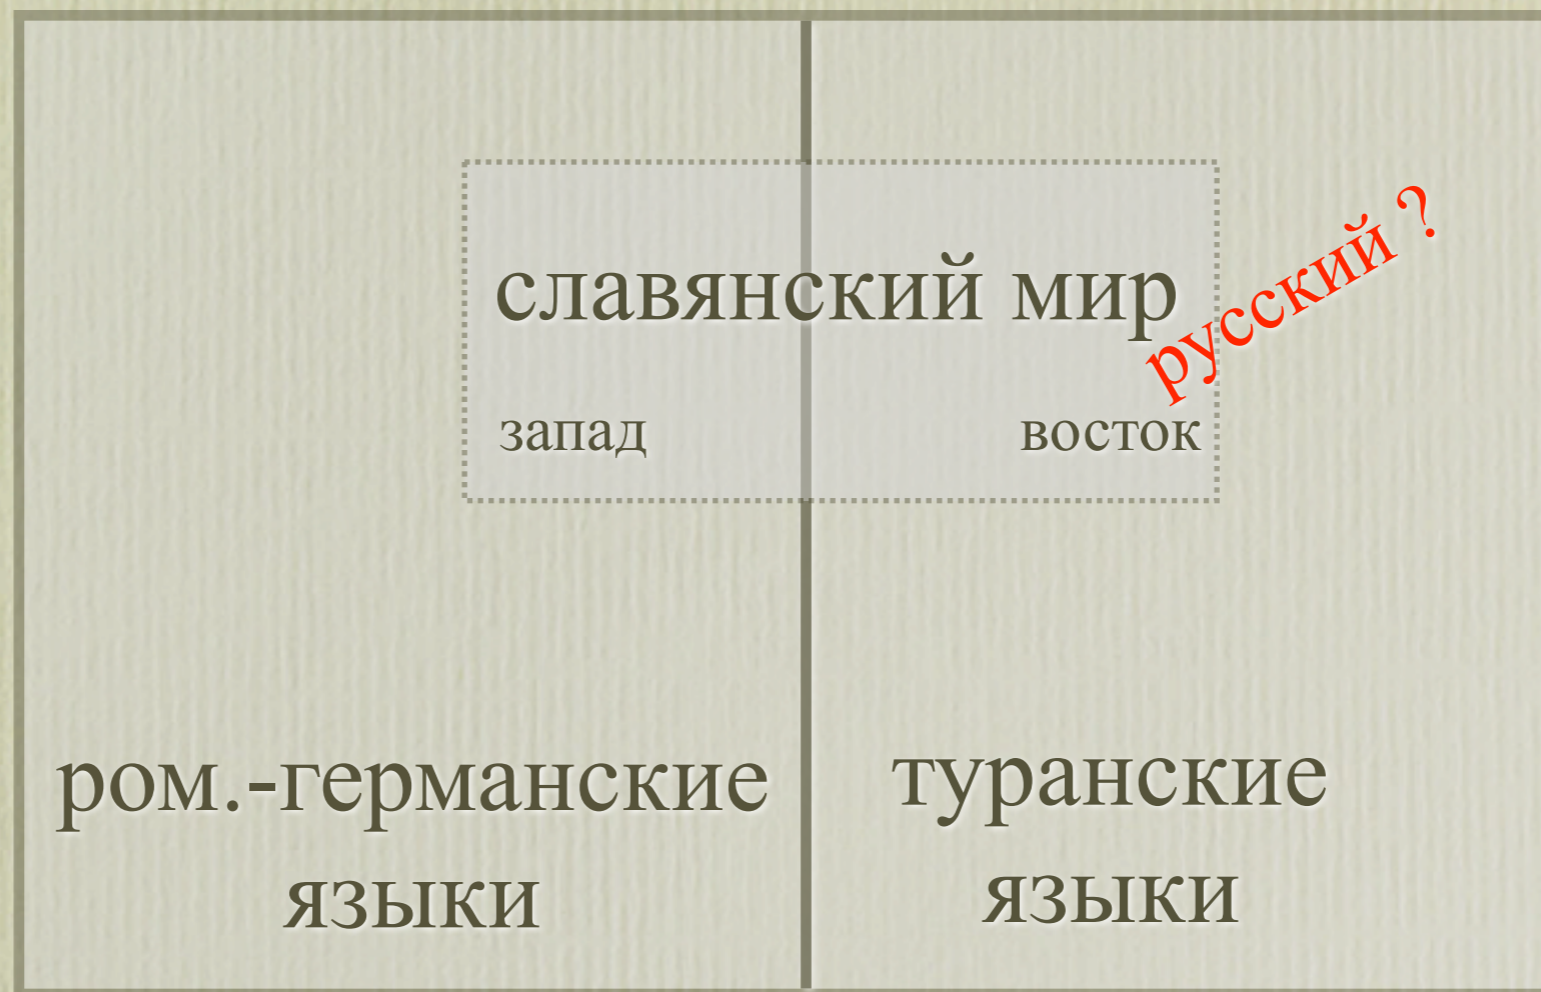 славянский мир
русский ?
запад восток
ром.-германские
языки
туранские
языки